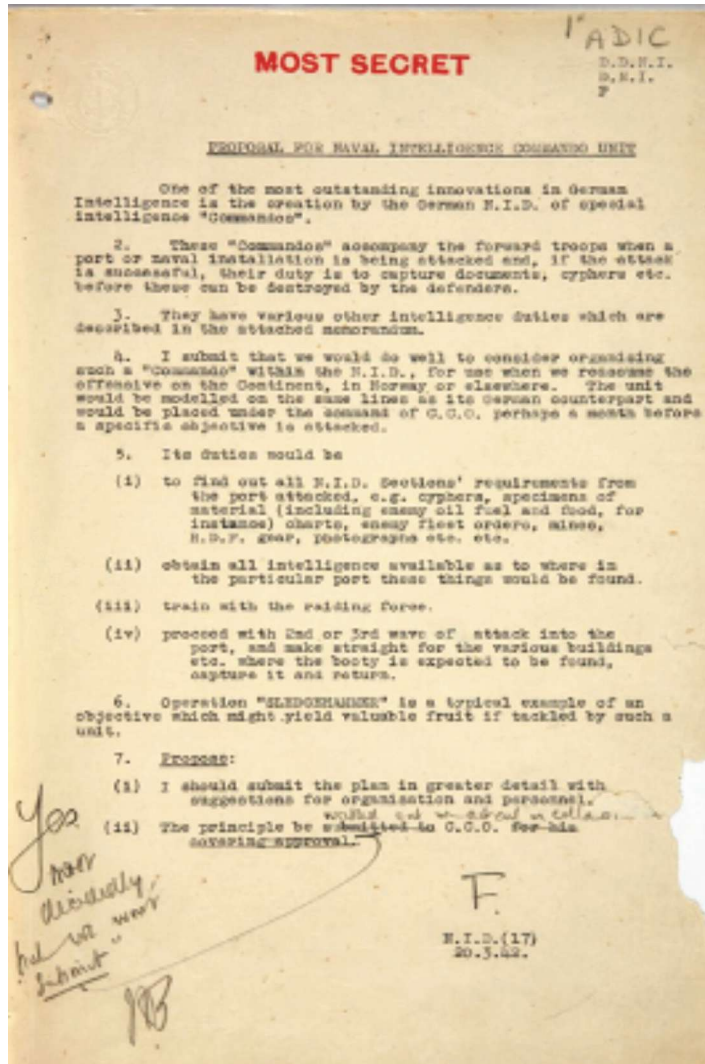 1 ADIC
MOST SECRET
D.D.N.I.
D.N.I.
F
PROPOSAL FOR NAVAL INTELLIGENCE COMMANDO UNIT
One of the most outstanding innovations in German
Intelligence is the creation by the German N.I.D. of special
intelligence "Commandos".
2. These "Commandos" accompany the forward troops when a
port or naval installation is being attacked and, if the attack
is successful, their duty is to capture documents, cyphers etc.
before these can be destroyed by the defenders.
3. They have various other intelligence duties which are
described in the attached memorandum.
4. I submit that we would do well to consider organising
such a "Commando" within the N.I.D., for use when we reassume the
offensive on the Continent, in Norway or elsewhere. The unit
would be modelled on the same lines as its German counterpart and
would be placed under the command of C.C.O. perhaps a month before
a specific objective is attacked.
5. Its duties would be
(i) to find out all N.I.D. Sections' requirements from
the port attacked, e.g. cyphers, specimens of
material (including enemy oil fuel and food, for
instance) charts, enemy fleet orders, mines,
gear, photographs etc. etc.
(ii) obtain all intelligence available as to where in
the particular port these things would be found.
(iii) train with the raiding force.
(iv) proceed with 2nd or 3rd wave of attack into the
port, and make straight for the various buildings
etc. where the booty is expected to be found,
capture it and return.
6. Operation "SLEDGEHAMMER" is a typical example of an
objective which might yield valuable fruit if tackled by such a
unit.
7. Propose:
(i) I should submit the plan in greater detail with
suggestions for organisation and personnel.
worked out
(ii) The principle be submitted to C.C.O. for his
covering approval.
Yes
most
decidedly,
but we won't
"submit"
F.
N.I.D.(17)
20.3.42.